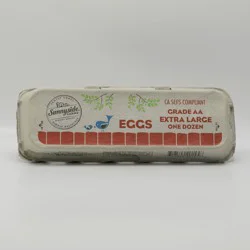 Sunnyside
EGGS
CA SEFS COMPLIANT
GRADE AA
EXTRA LARGE
ONE DOZEN